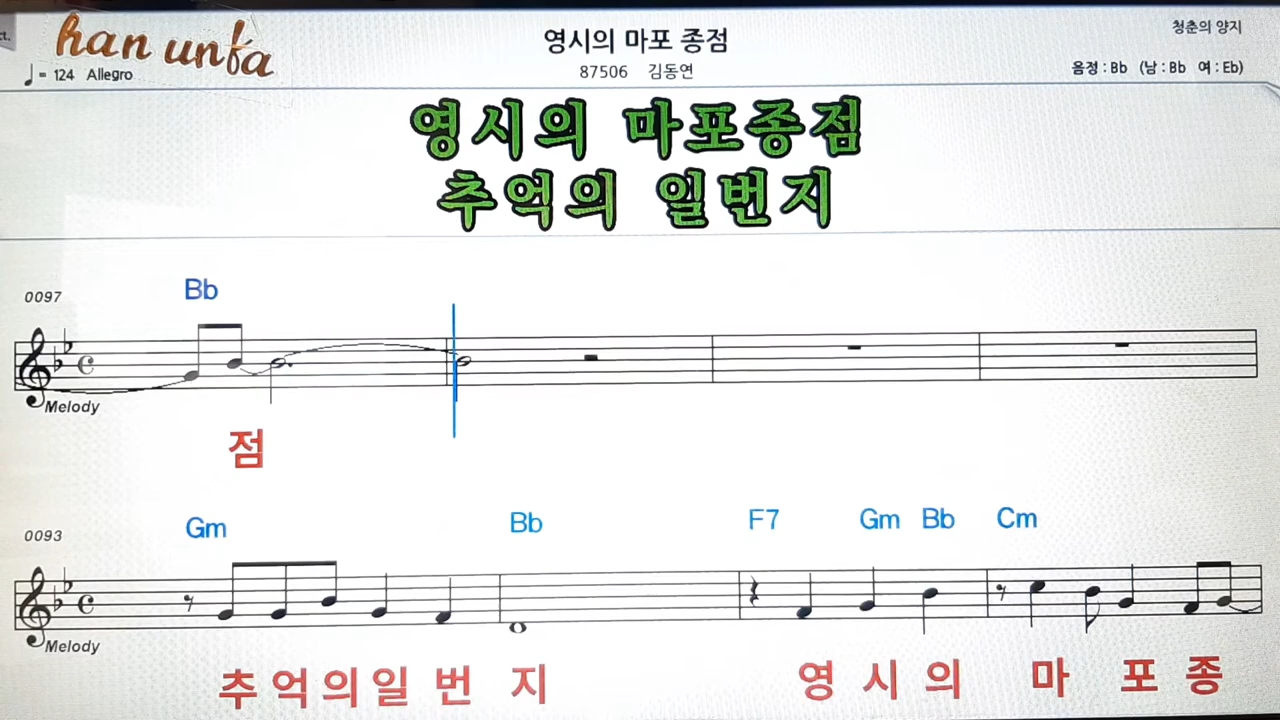 ct.
han unfa
♩= 124 Allegro
영시의 마포 종점
87506 김동연
청춘의 양지
음정 : Bb (남 : Bb 여 : Eb)
영시의 마포종점
추억의 일번지
0097
Bb
Melody
점
0093
Gm Bb F7 Gm Bb Cm
Melody
추억의일 번 지 영 시 의 마 포 종